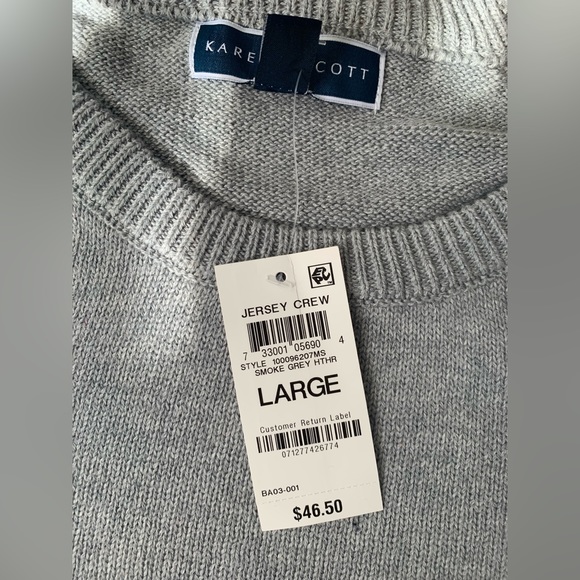 KARE COTT
JERSEY CREW
7 33001 05690 4
STYLE 100096207MS
SMOKE GREY HTHR
LARGE
Customer Return Label
071277426774
BA03-001
$46.50